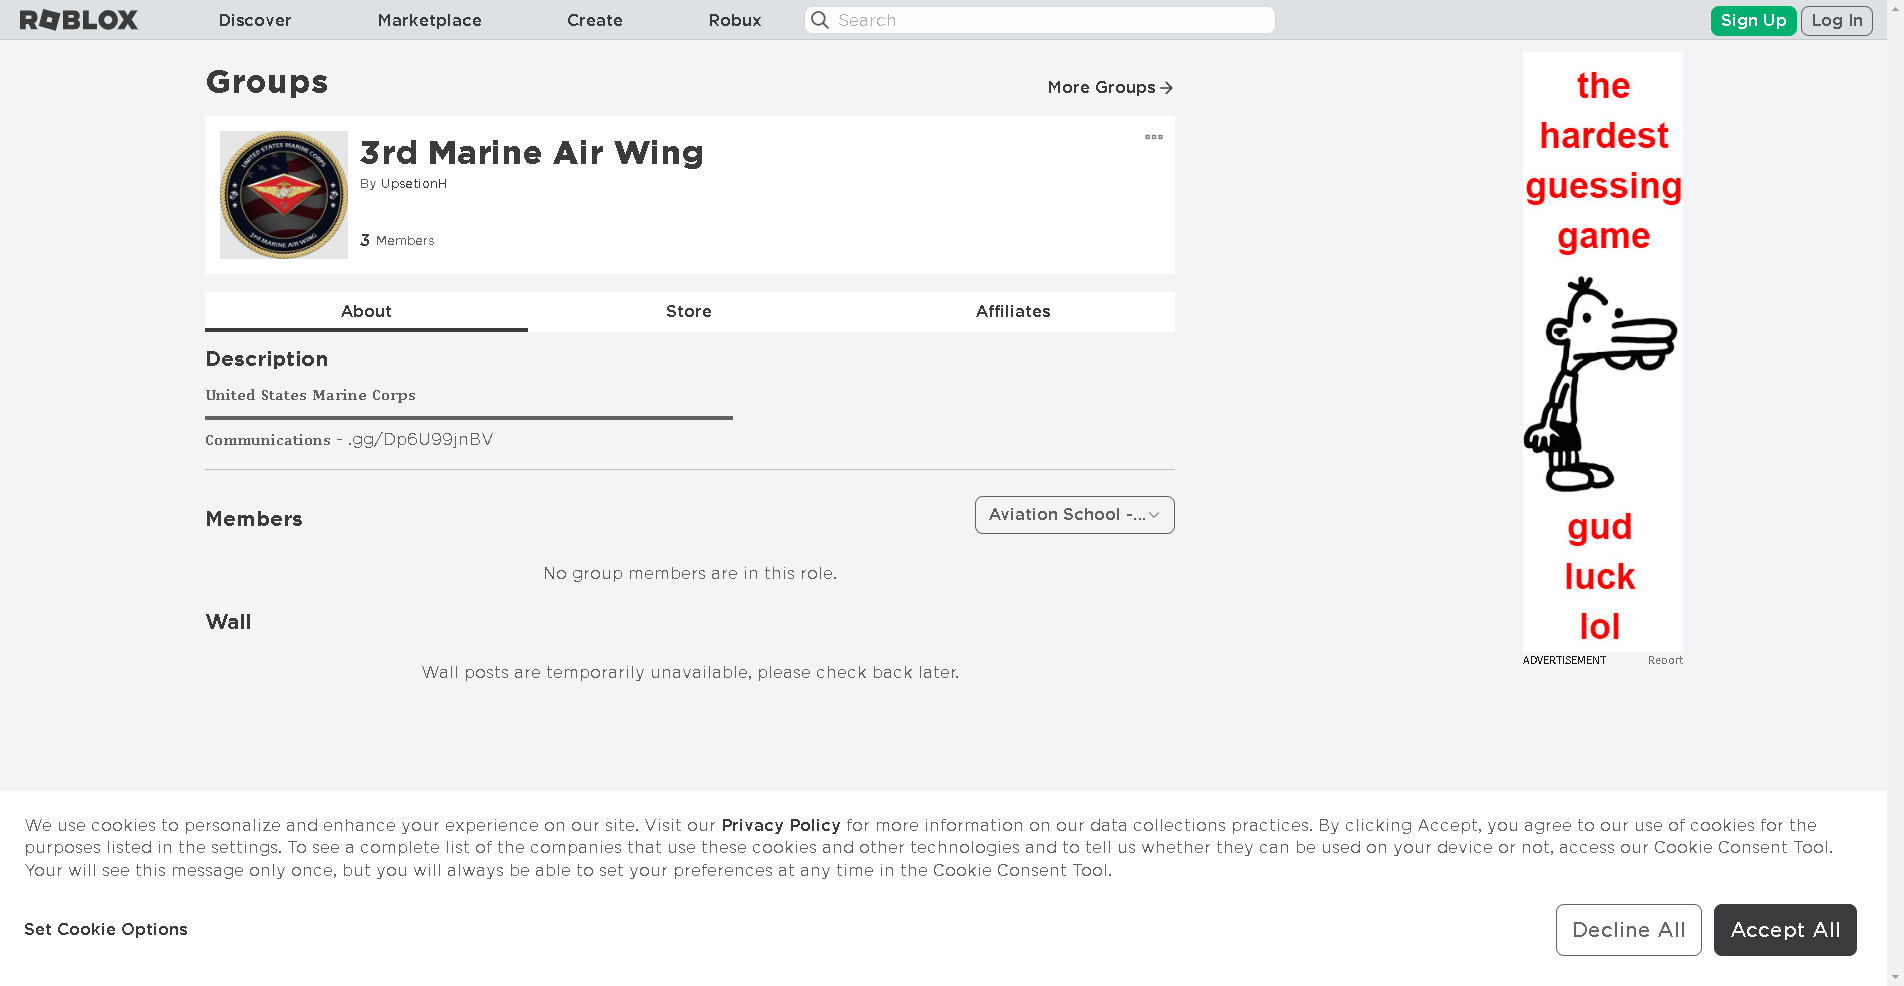 ROBLOX
Discover
Marketplace
Create
Robux
Search
Sign Up
Log In
Groups
More Groups
UNITED STATES MARINE CORPS
3rd MARINE AIR WING
3rd Marine Air Wing
By UpsetionH
3 Members
About
Store
Affiliates
Description
United States Marine Corps
Communications - .gg/Dp6U99jnBV
Members
Aviation School -...
No group members are in this role.
Wall
Wall posts are temporarily unavailable, please check back later.
the
hardest
guessing
game
gud
luck
lol
ADVERTISEMENT
Report
We use cookies to personalize and enhance your experience on our site. Visit our Privacy Policy for more information on our data collections practices. By clicking Accept, you agree to our use of cookies for the
purposes listed in the settings. To see a complete list of the companies that use these cookies and other technologies and to tell us whether they can be used on your device or not, access our Cookie Consent Tool.
Your will see this message only once, but you will always be able to set your preferences at any time in the Cookie Consent Tool.
Set Cookie Options
Decline All
Accept All